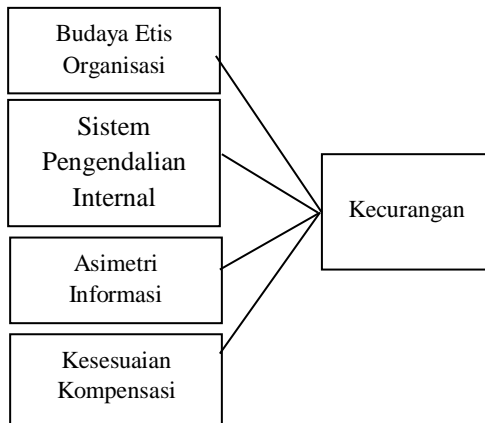 Budaya Etis
Organisasi
Sistem
Pengendalian
Internal
Kecurangan
Asimetri
Informasi
Kesesuaian
Kompensasi